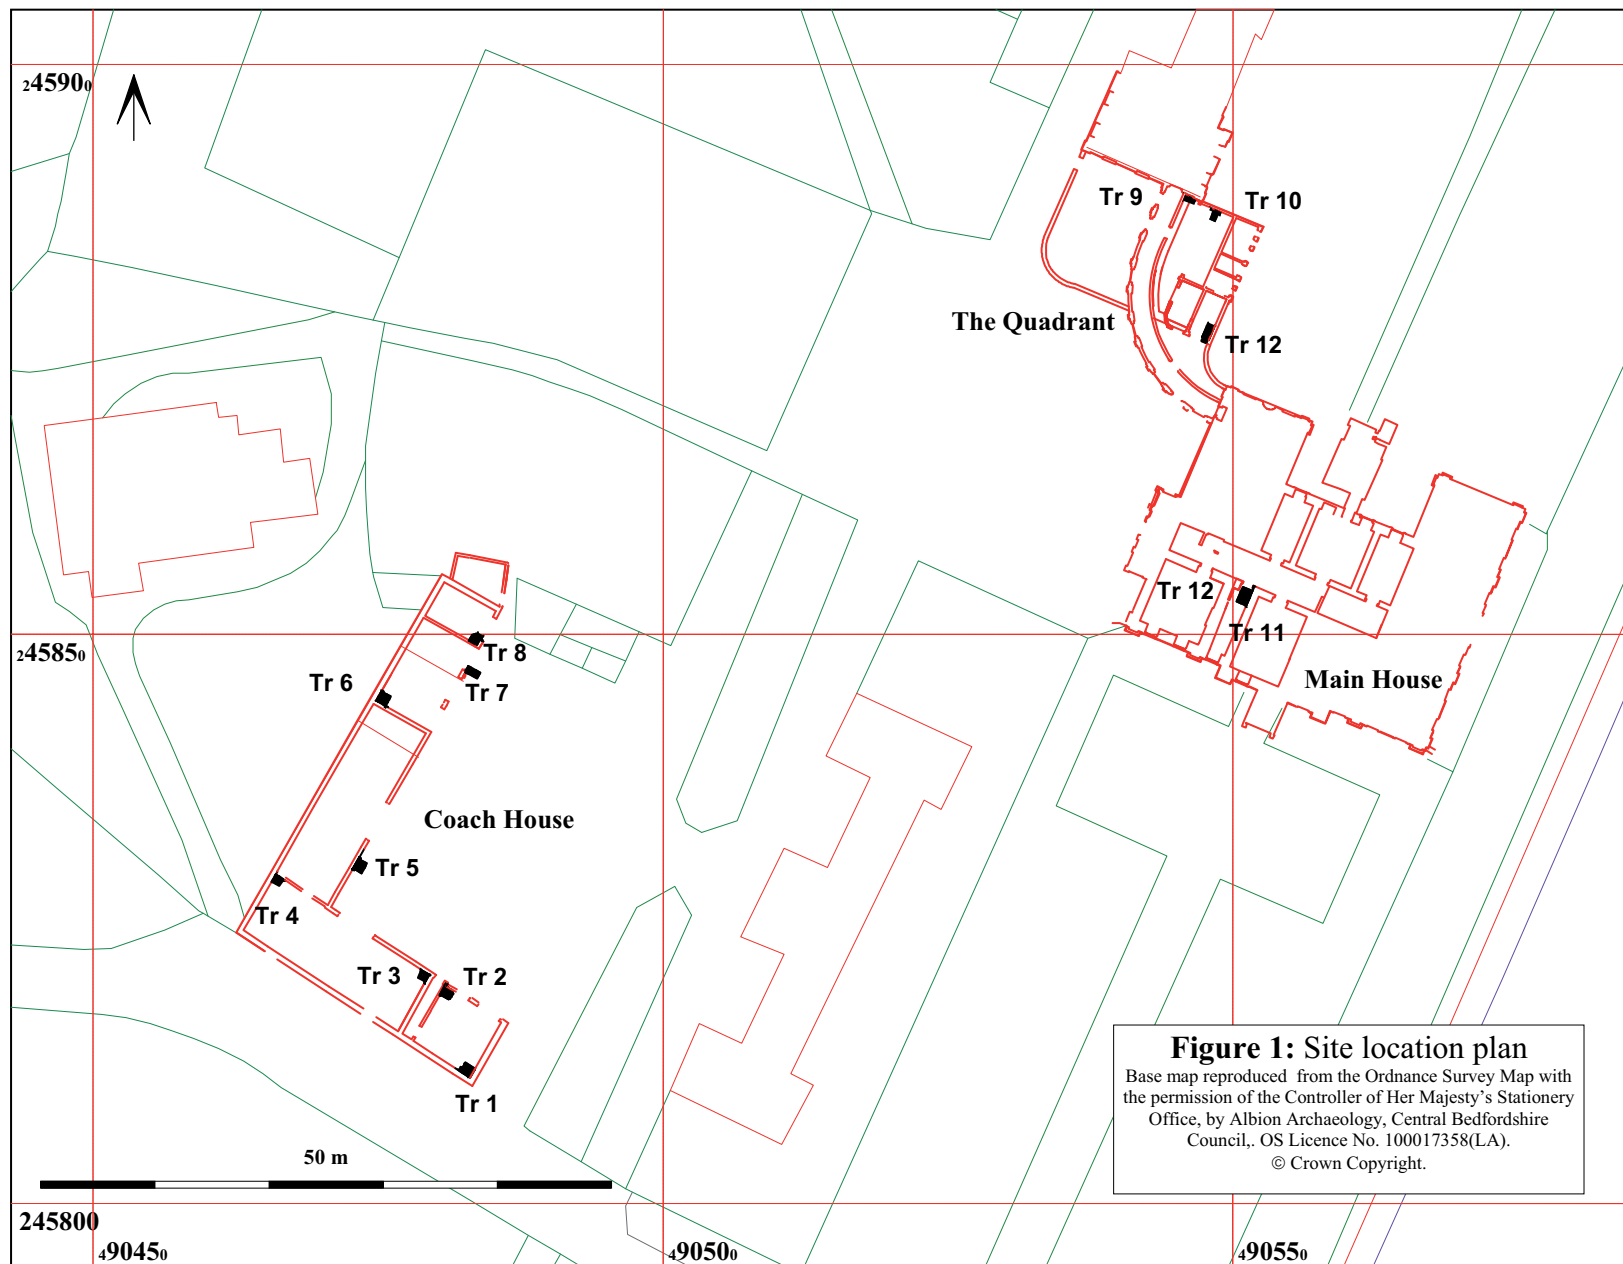 245900
Tr 9
Tr 10
The Quadrant
Tr 12
Tr 12
Tr 11
245850
Tr 8
Tr 6
Tr 7
Main House
Coach House
Tr 5
Tr 4
Tr 3
Tr 2
Tr 1
Figure 1: Site location plan
Base map reproduced from the Ordnance Survey Map with
the permission of the Controller of Her Majesty's Stationery
Office, by Albion Archaeology, Central Bedfordshire
Council,. OS Licence No. 100017358(LA).
© Crown Copyright.
50 m
245800
490450
490500
490550